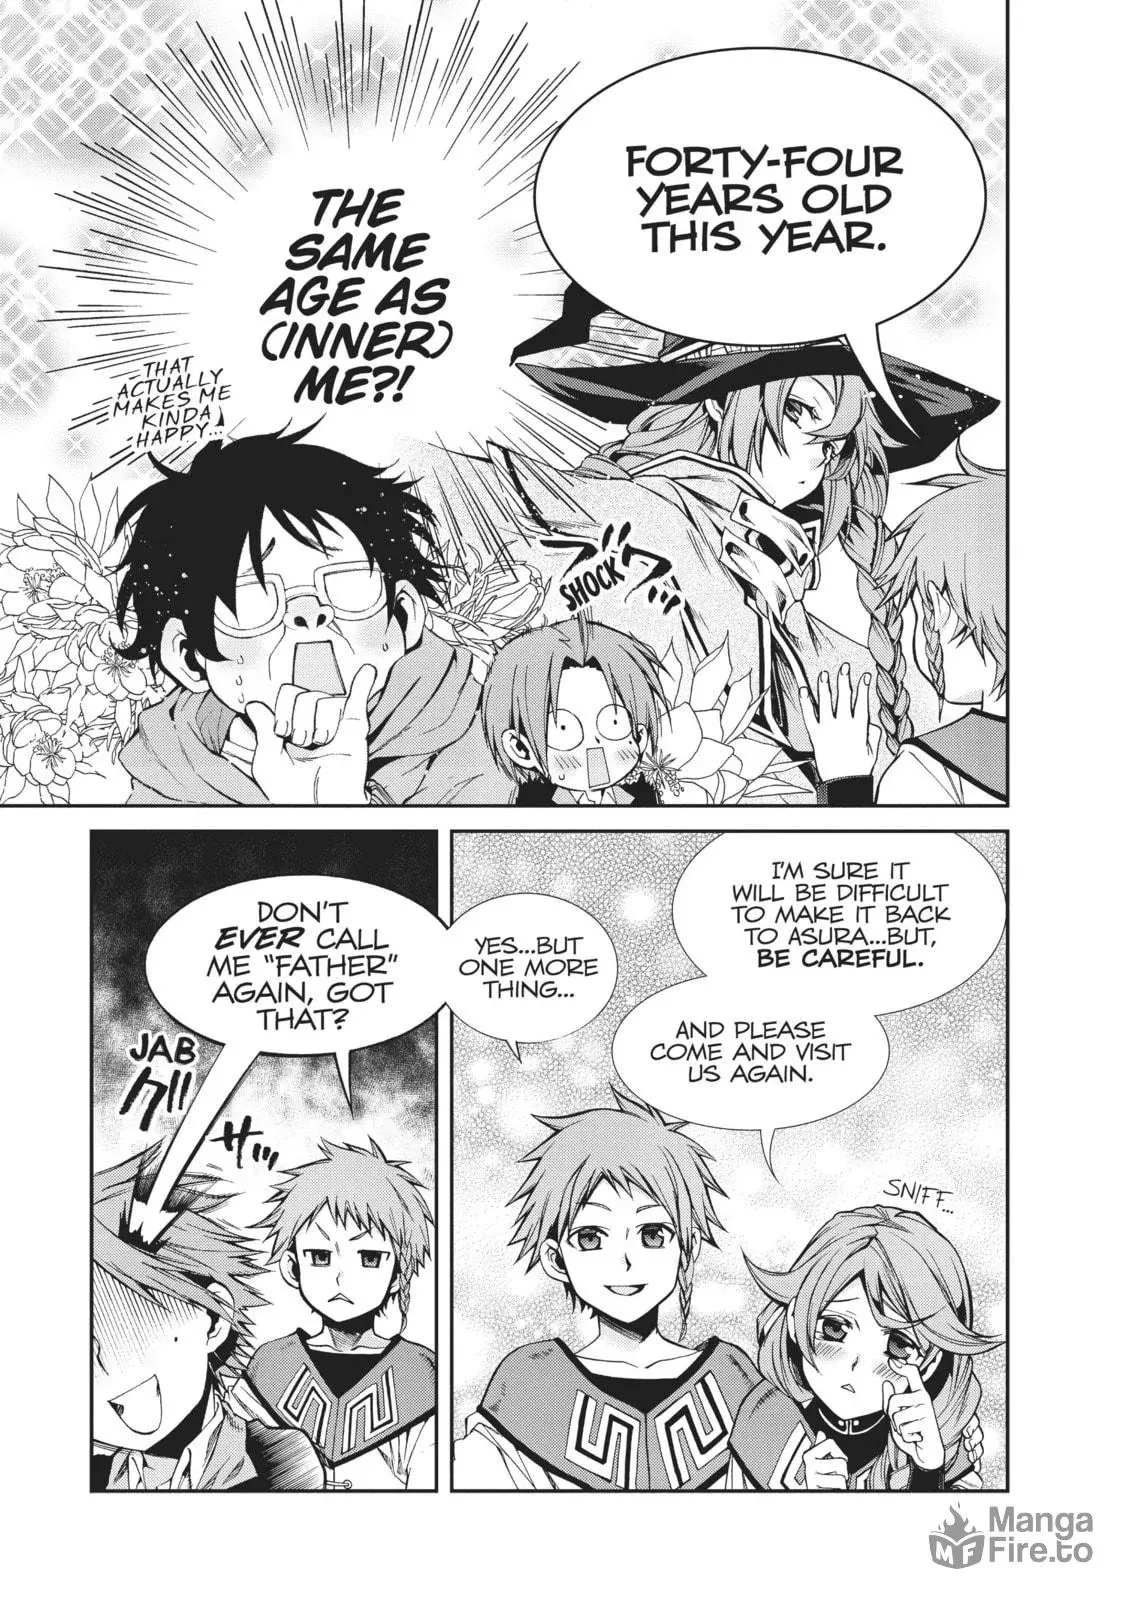 FORTY-FOUR
YEARS OLD
THIS YEAR.
THE
SAME
AGE AS
(INNER)
ME?!
THAT
ACTUALLY
MAKES ME
KINDA
HAPPY...
SHOCK
I'M SURE IT
WILL BE DIFFICULT
TO MAKE IT BACK
TO ASURA...BUT,
BE CAREFUL.
AND PLEASE
COME AND VISIT
US AGAIN.
SNIFF...
YES...BUT
ONE MORE
THING...
DON'T
EVER CALL
ME "FATHER"
AGAIN, GOT
THAT?
JAB
Manga
Fire.to
MF